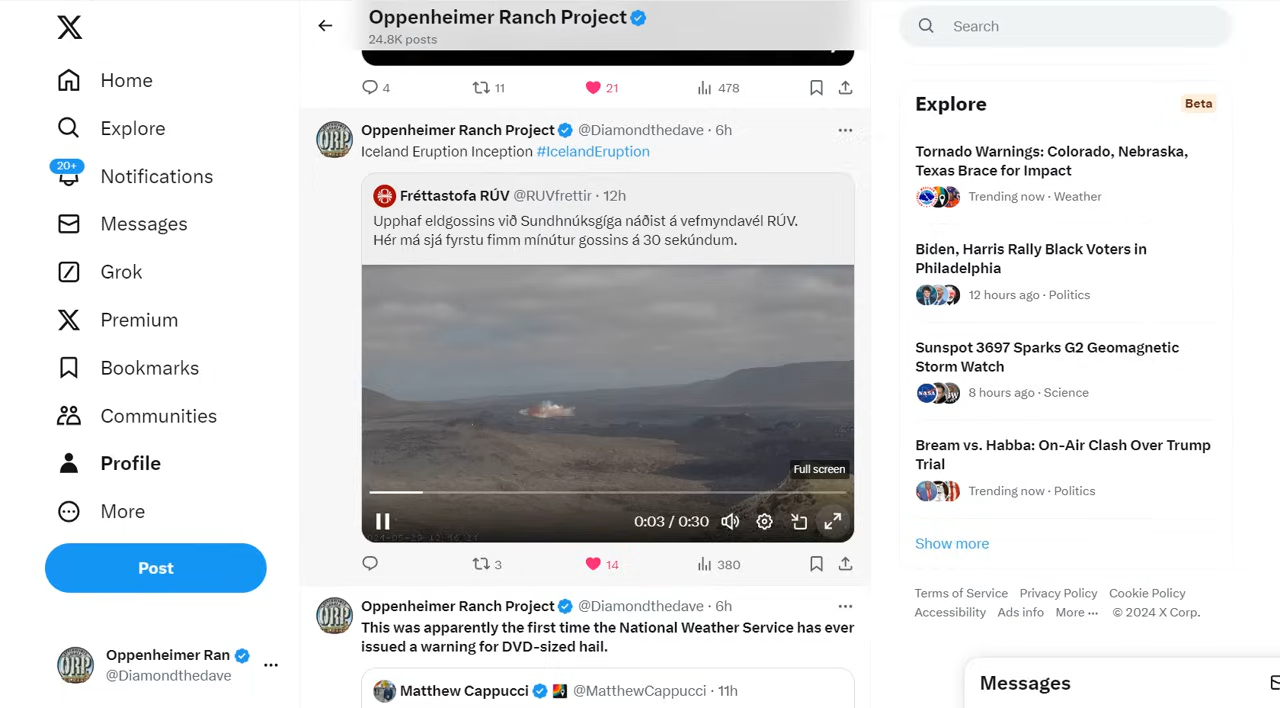 Home
Explore
20+
Notifications
Messages
Grok
Premium
Bookmarks
Communities
Profile
More
Post
Oppenheimer Ran
@Diamondthedave
Oppenheimer Ranch Project
24.8K posts
4 11 21 478
Oppenheimer Ranch Project @Diamondthedave · 6h
Iceland Eruption Inception #IcelandEruption
Fréttastofa RÚV @RUVfrettir · 12h
Upphaf eldgossins við Sundhnúksgíga náðist á vefmyndavél RÚV.
Hér má sjá fyrstu fimm mínútur gossins á 30 sekúndum.
Full screen
0:03 / 0:30
3 14 380
Oppenheimer Ranch Project @Diamondthedave · 6h
This was apparently the first time the National Weather Service has ever
issued a warning for DVD-sized hail.
Matthew Cappucci @MatthewCappucci · 11h
Search
Explore
Beta
Tornado Warnings: Colorado, Nebraska,
Texas Brace for Impact
Trending now · Weather
Biden, Harris Rally Black Voters in
Philadelphia
12 hours ago · Politics
Sunspot 3697 Sparks G2 Geomagnetic
Storm Watch
8 hours ago · Science
Bream vs. Habba: On-Air Clash Over Trump
Trial
Trending now · Politics
Show more
Terms of Service Privacy Policy Cookie Policy
Accessibility Ads info More ··· © 2024 X Corp.
Messages